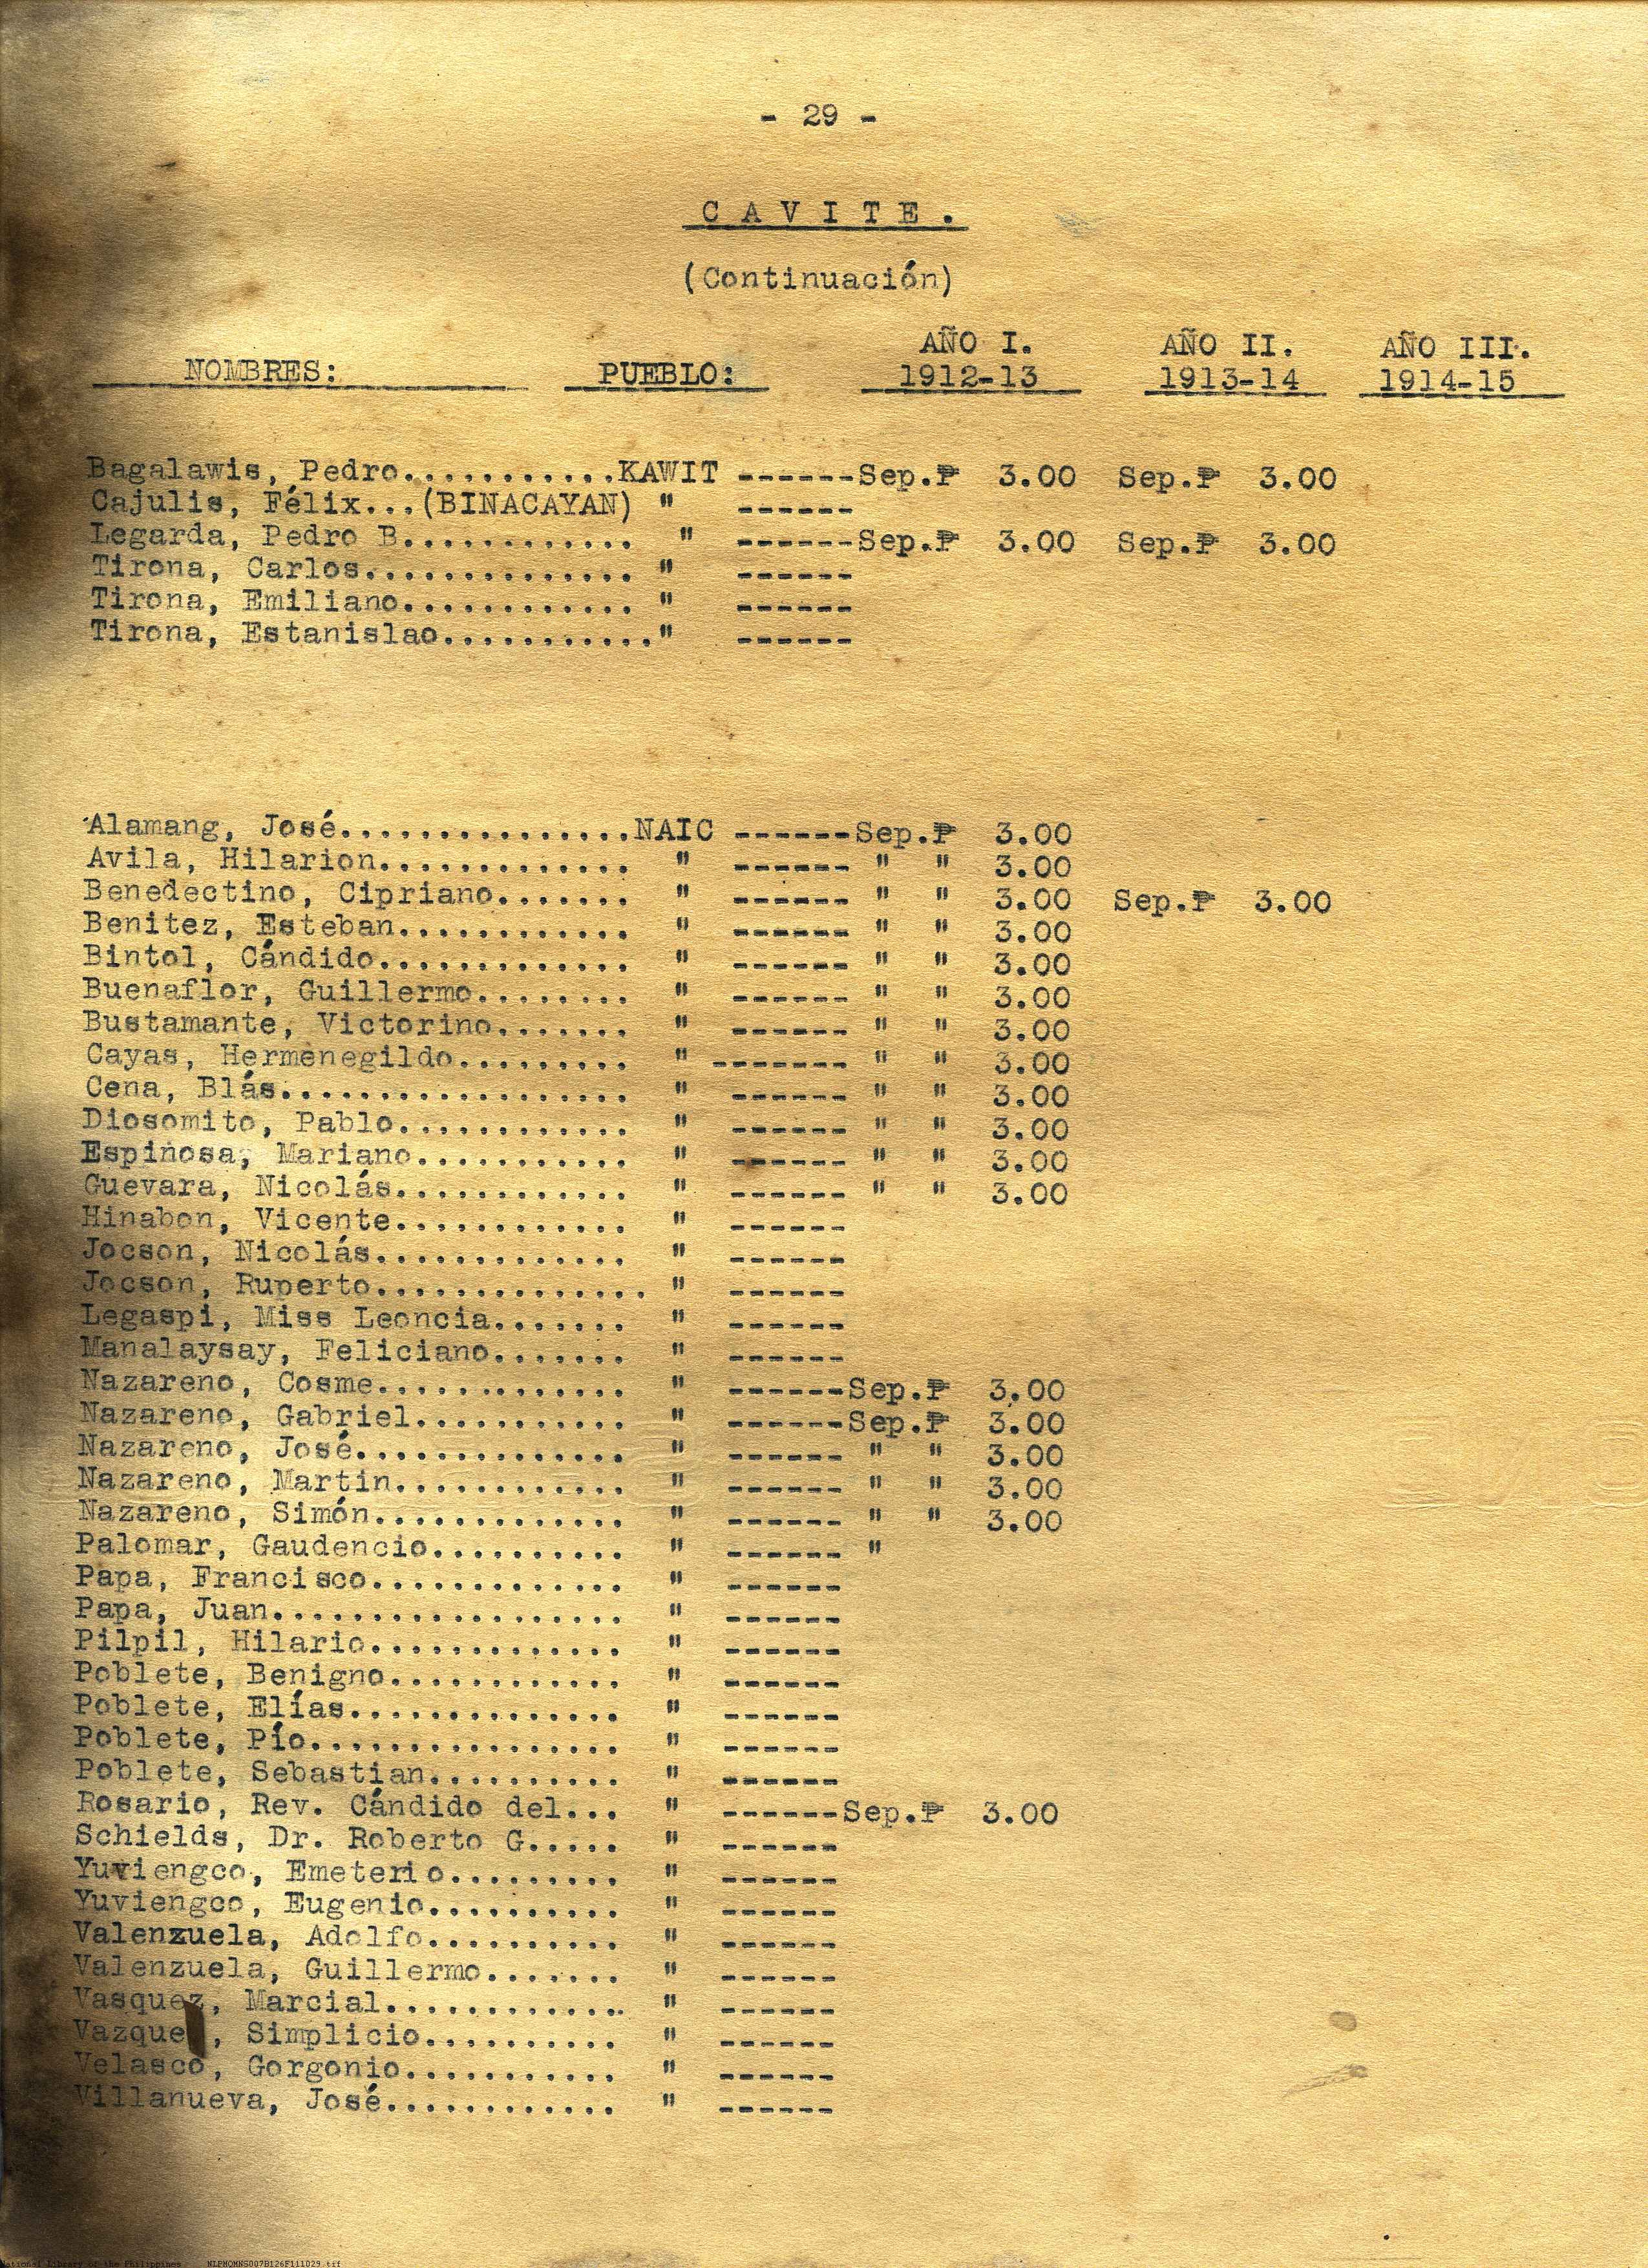 - 29 -
C A V I T E .
(Continuación)
AÑO I. AÑO II. AÑO III.
NOMBRES: PUEBLO: 1912-13 1913-14 1914-15
Bagalawis, Pedro...........KAWIT ------Sep.₱ 3.00 Sep.₱ 3.00
Cajulis, Félix...(BINACAYAN) " ------
Legarda, Pedro B............ " ------Sep.₱ 3.00 Sep.₱ 3.00
Tirona, Carlos.............. " ------
Tirona, Emiliano............ " ------
Tirona, Estanislao..........." ------
Alamang, José...............NAIC ------Sep.₱ 3.00
Avila, Hilarion............. " ------ " " 3.00
Benedectino, Cipriano....... " ------ " " 3.00 Sep.₱ 3.00
Benitez, Esteban............ " ------ " " 3.00
Bintol, Cándido............. " ------ " " 3.00
Buenaflor, Guillermo........ " ------ " " 3.00
Bustamante, Victorino....... " ------ " " 3.00
Cayas, Hermenegildo......... " ------- " " 3.00
Cena, Blás.................. " ------ " " 3.00
Diosomito, Pablo............ " ------ " " 3.00
Espinosa, Mariano........... " ------ " " 3.00
Guevara, Nicolás............ " ------ " " 3.00
Hinabon, Vicente............ " ------
Jocson, Nicolás............. " ------
Jocson, Ruperto.............. " ------
Legaspi, Miss Leoncia....... " ------
Manalaysay, Feliciano....... " ------
Nazareno, Cosme............. " ------Sep.₱ 3.00
Nazareno, Gabriel........... " ------Sep.₱ 3.00
Nazareno, José.............. " ------ " " 3.00
Nazareno, Martin............ " ------ " " 3.00
Nazareno, Simón............. " ------ " " 3.00
Palomar, Gaudencio.......... " ------ "
Papa, Francisco............. " ------
Papa, Juan.................. " ------
Pilpil, Hilario............. " ------
Poblete, Benigno............ " ------
Poblete, Elías.............. " ------
Poblete, Pío................ " ------
Poblete, Sebastian.......... " ------
Rosario, Rev. Cándido del... " ------Sep.₱ 3.00
Schields, Dr. Roberto G..... " ------
Yuviengco, Emeterio......... " ------
Yuviengco, Eugenio.......... " ------
Valenzuela, Adolfo.......... " ------
Valenzuela, Guillermo....... " ------
Vasquez, Marcial............ " ------
Vazque , Simplicio.......... " ------
Velasco, Gorgonio........... " ------
Villanueva, José............ " ------
National Library of the Philippines NLPMQMNS007B126F111029.tif